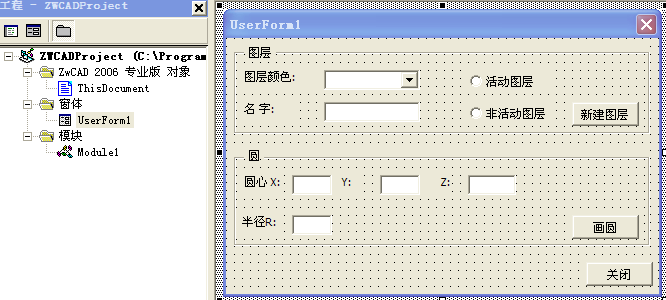 工程 - ZWCADProject
ZWCADProject (C:\Program
ZwCAD 2006 专业版 对象
ThisDocument
窗体
UserForm1
模块
Module1
UserForm1
图层
图层颜色:
活动图层
名 字:
非活动图层
新建图层
圆
圆心 X: Y: Z:
半径R:
画圆
关闭